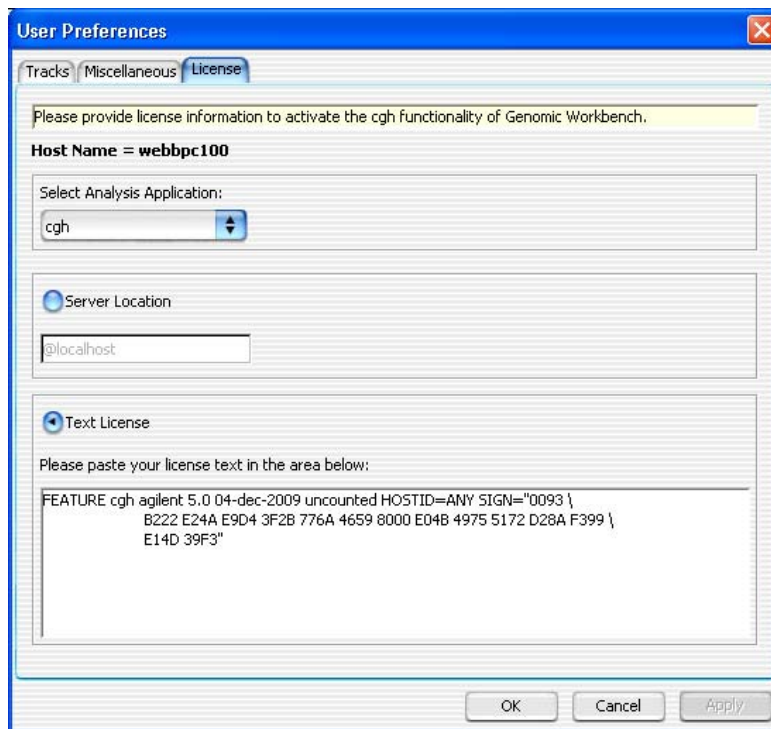 User Preferences
Tracks Miscellaneous License
Please provide license information to activate the cgh functionality of Genomic Workbench.
Host Name = webbpc100
Select Analysis Application:
cgh
Server Location
@localhost
Text License
Please paste your license text in the area below:
FEATURE cgh agilent 5.0 04-dec-2009 uncounted HOSTID=ANY SIGN="0093 \
B222 E24A E9D4 3F2B 776A 4659 8000 E04B 4975 5172 D28A F399 \
E14D 39F3"
OK Cancel Apply